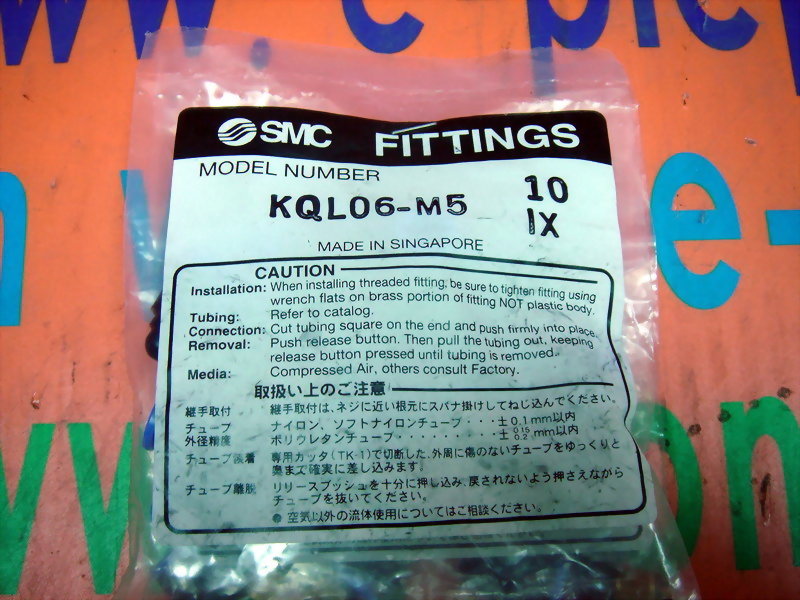 www.e-ple
SMC FITTINGS
MODEL NUMBER
KQL06-M5
10
IX
MADE IN SINGAPORE
CAUTION
Installation: When installing threaded fitting, be sure to tighten fitting using
wrench flats on brass portion of fitting NOT plastic body.
Tubing: Refer to catalog.
Connection: Cut tubing square on the end and push firmly into place.
Removal: Push release button. Then pull the tubing out, keeping
release button pressed until tubing is removed.
Media: Compressed Air, others consult Factory.
取扱い上のご注意
継手取付 継手取付は、ネジに近い根元にスパナ掛けしてねじ込んでください。
チューブ ナイロン、ソフトナイロンチューブ・・・±0.1mm以内
外径精度 ポリウレタンチューブ・・・・・・・・±0.15 0.2 mm以内
チューブ装着 専用カッタ(TK-1)で切断した、外周に傷のないチューブをゆっくりと
奥まで確実に差し込みます。
チューブ離脱 リリースブッシュを十分に押し込み、戻されないよう押さえながら
チューブを抜いてください。
● 空気以外の流体使用についてはご相談ください。